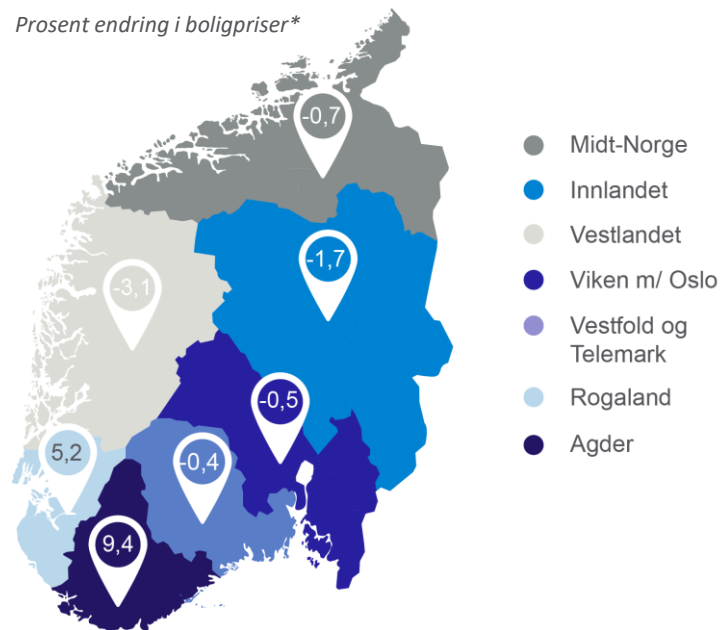 Prosent endring i boligpriser*
-0,7
-1,7
-3,1
-0,5
5,2
-0,4
9,4
Midt-Norge
Innlandet
Vestlandet
Viken m/ Oslo
Vestfold og
Telemark
Rogaland
Agder